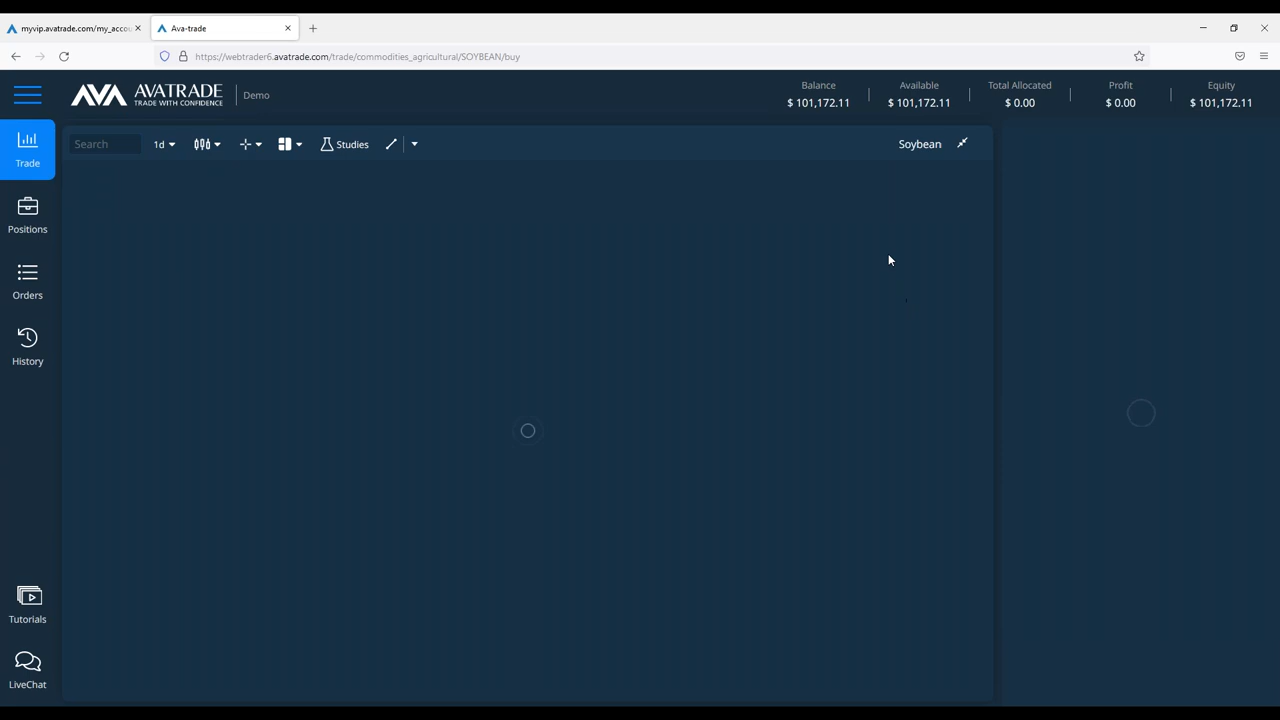 myvip.avatrade.com/my_accou
Ava-trade
https://webtrader6.avatrade.com/trade/commodities_agricultural/SOYBEAN/buy
AVATRADE
TRADE WITH CONFIDENCE
Demo
Balance
$ 101,172.11
Available
$ 101,172.11
Total Allocated
$ 0.00
Profit
$ 0.00
Equity
$ 101,172.11
Trade
Positions
Orders
History
Tutorials
LiveChat
Search
1d
Studies
Soybean